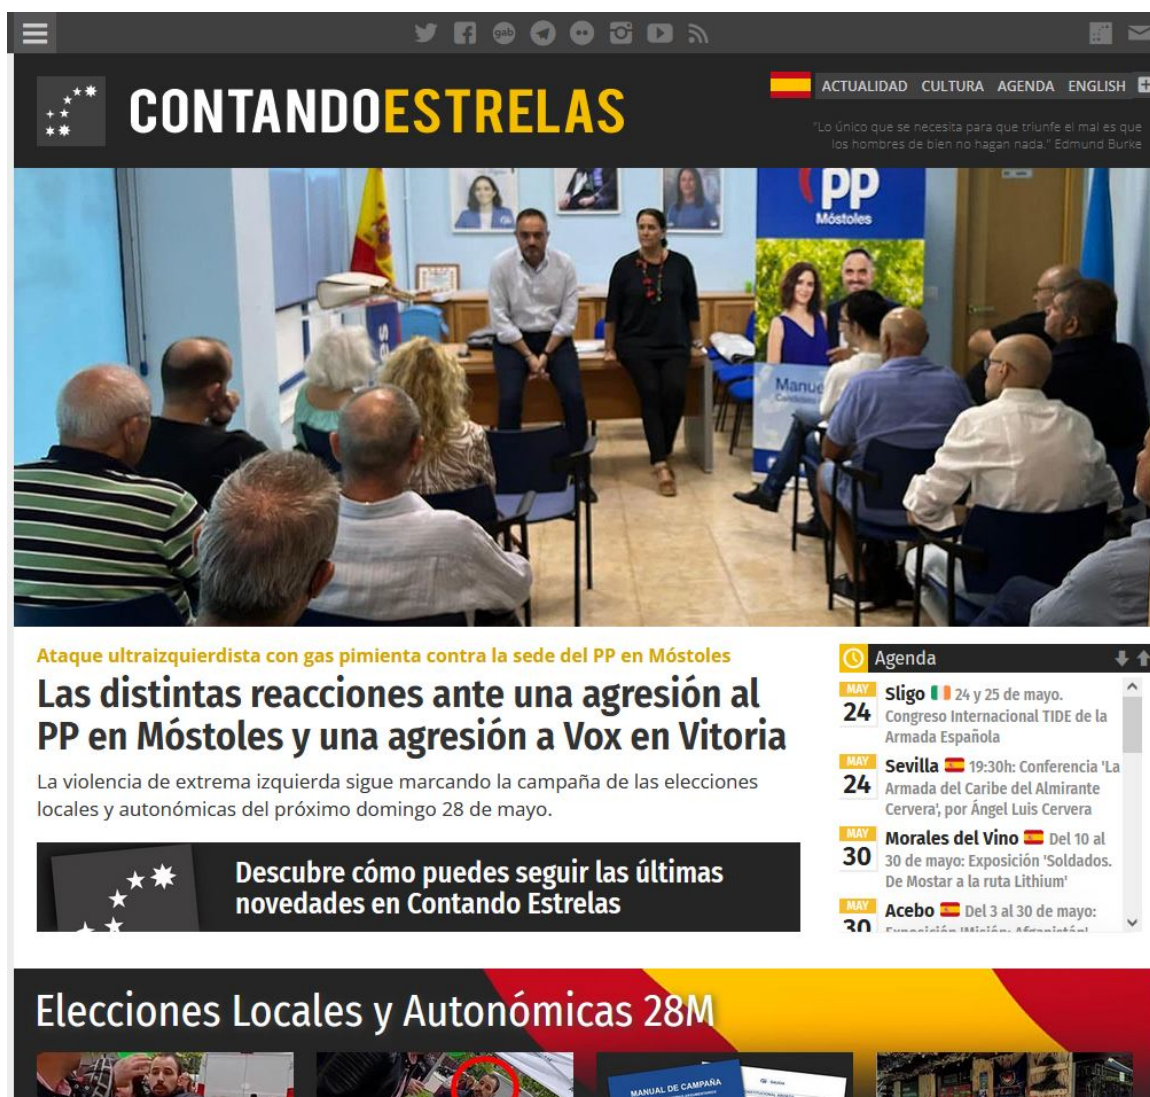 gab
CONTANDOESTRELAS
ACTUALIDAD CULTURA AGENDA ENGLISH
"Lo único que se necesita para que triunfe el mal es que
los hombres de bien no hagan nada." Edmund Burke
PP
Móstoles
Manue
Ataque ultraizquierdista con gas pimienta contra la sede del PP en Móstoles
Las distintas reacciones ante una agresión al
PP en Móstoles y una agresión a Vox en Vitoria
La violencia de extrema izquierda sigue marcando la campaña de las elecciones
locales y autonómicas del próximo domingo 28 de mayo.
Descubre cómo puedes seguir las últimas
novedades en Contando Estrelas
Agenda
MAY
24
Sligo 24 y 25 de mayo.
Congreso Internacional TIDE de la
Armada Española
MAY
24
Sevilla 19:30h: Conferencia 'La
Armada del Caribe del Almirante
Cervera', por Ángel Luis Cervera
MAY
30
Morales del Vino Del 10 al
30 de mayo: Exposición 'Soldados.
De Mostar a la ruta Lithium'
MAY
30
Acebo Del 3 al 30 de mayo:
Exposición 'Misión: Afganistán'
Elecciones Locales y Autonómicas 28M
MANUAL DE CAMPAÑA